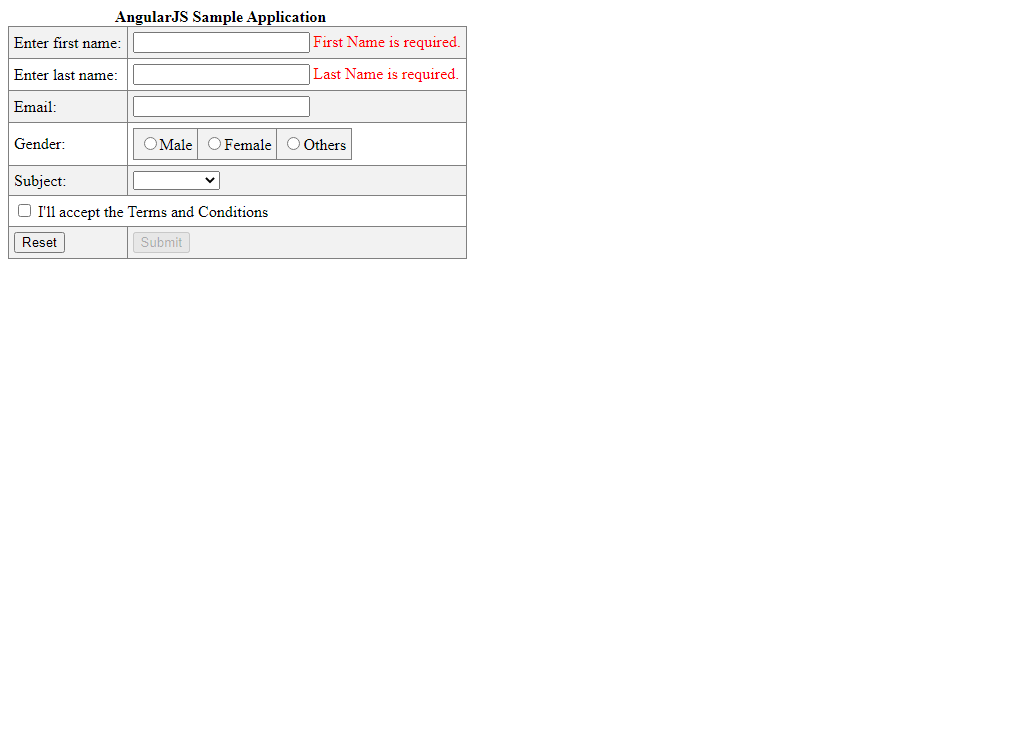 AngularJS Sample Application
Enter first name: First Name is required.
Enter last name: Last Name is required.
Email:
Gender: Male Female Others
Subject:
I'll accept the Terms and Conditions
Reset Submit